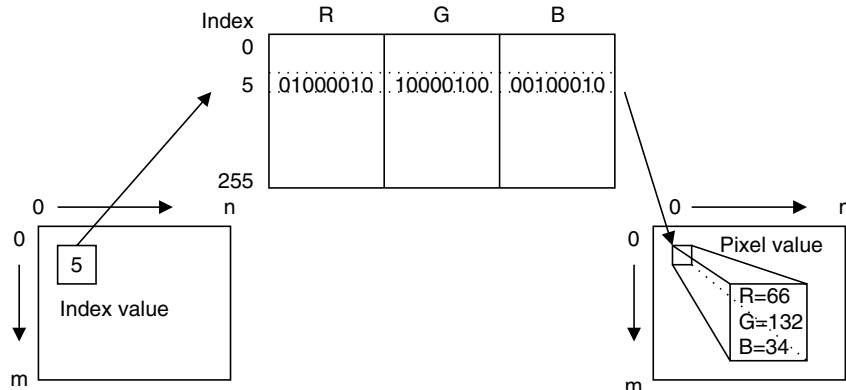 Index R G B
0
5 01000010 10000100 00100010
255
0 n
0
5
Index value
m
0 n
0 Pixel value
R=66
G=132
B=34
m